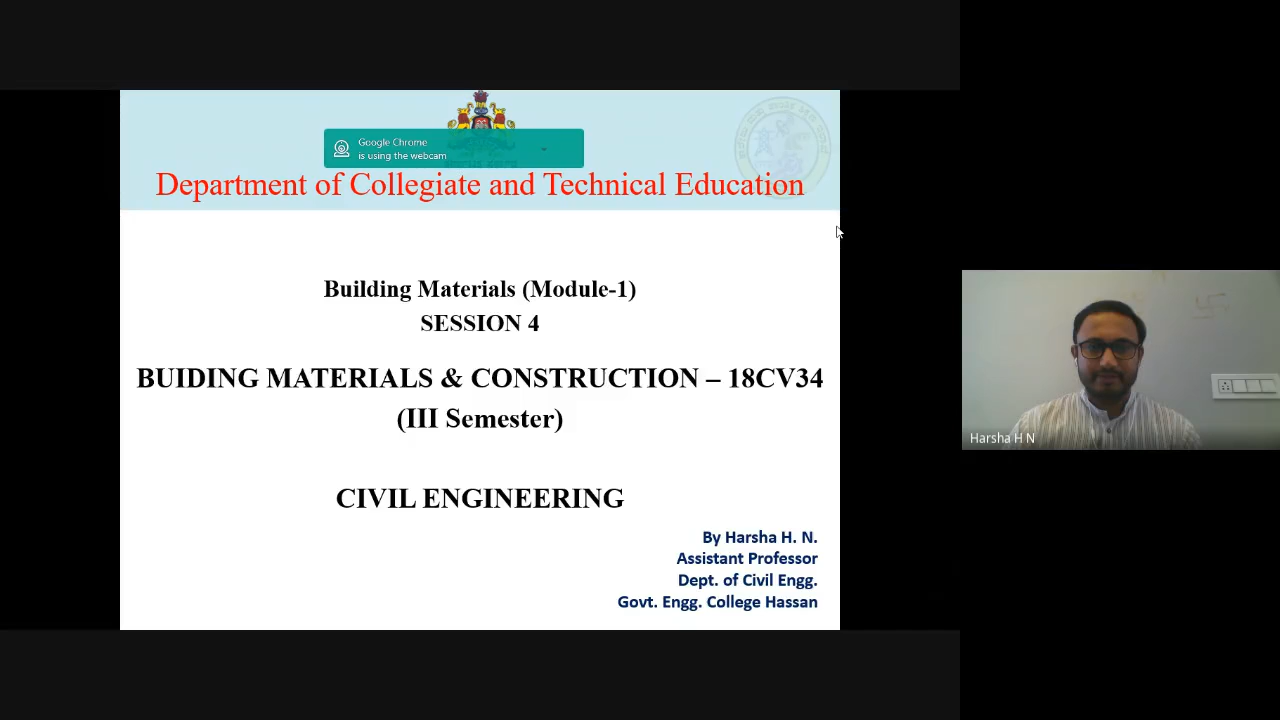 Google Chrome
is using the webcam
Department of Collegiate and Technical Education
Building Materials (Module-1)
SESSION 4
BUIDING MATERIALS & CONSTRUCTION – 18CV34
(III Semester)
CIVIL ENGINEERING
By Harsha H. N.
Assistant Professor
Dept. of Civil Engg.
Govt. Engg. College Hassan
Harsha H N